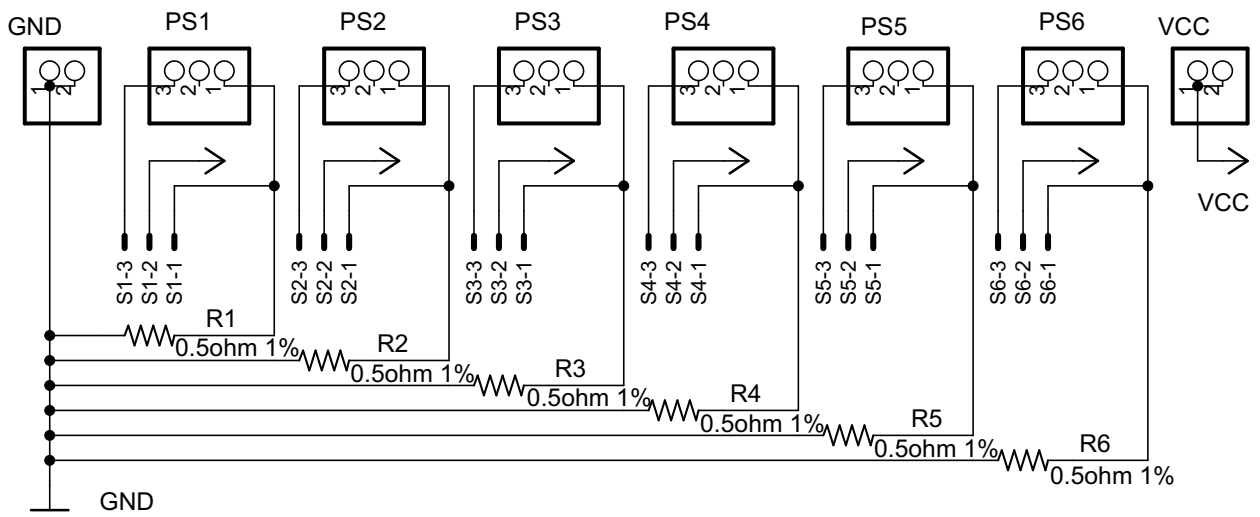 GND PS1 PS2 PS3 PS4 PS5 PS6 VCC
1 2 3 2 1 3 2 1 3 2 1 3 2 1 3 2 1 3 2 1 1 2
VCC
S1-3 S1-2 S1-1 S2-3 S2-2 S2-1 S3-3 S3-2 S3-1 S4-3 S4-2 S4-1 S5-3 S5-2 S5-1 S6-3 S6-2 S6-1
R1
0.5ohm 1%
R2
0.5ohm 1%
R3
0.5ohm 1%
R4
0.5ohm 1%
R5
0.5ohm 1%
R6
0.5ohm 1%
GND